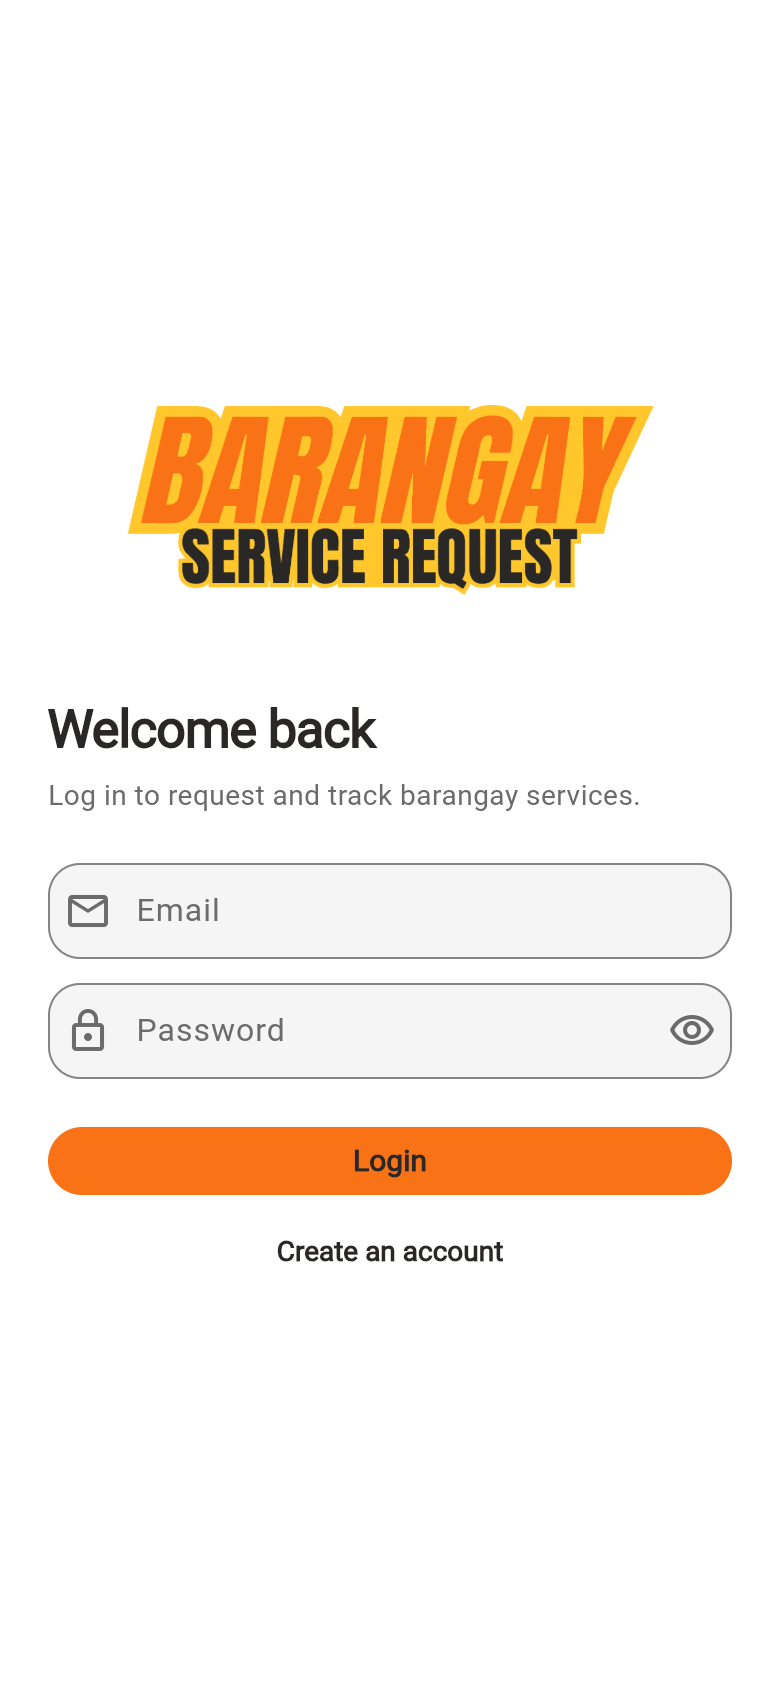 BARANGAY
SERVICE REQUEST
Welcome back
Log in to request and track barangay services.
Email
Password
Login
Create an account